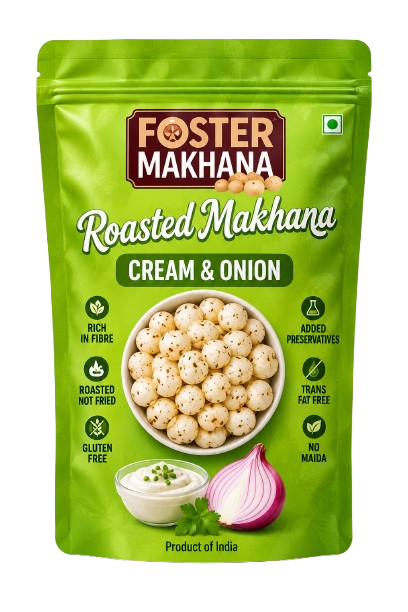 FOSTER
MAKHANA
Roasted Makhana
CREAM & ONION
RICH
IN FIBRE
ROASTED
NOT FRIED
GLUTEN
FREE
ADDED
PRESERVATIVES
TRANS
FAT FREE
NO
MAIDA
Product of India